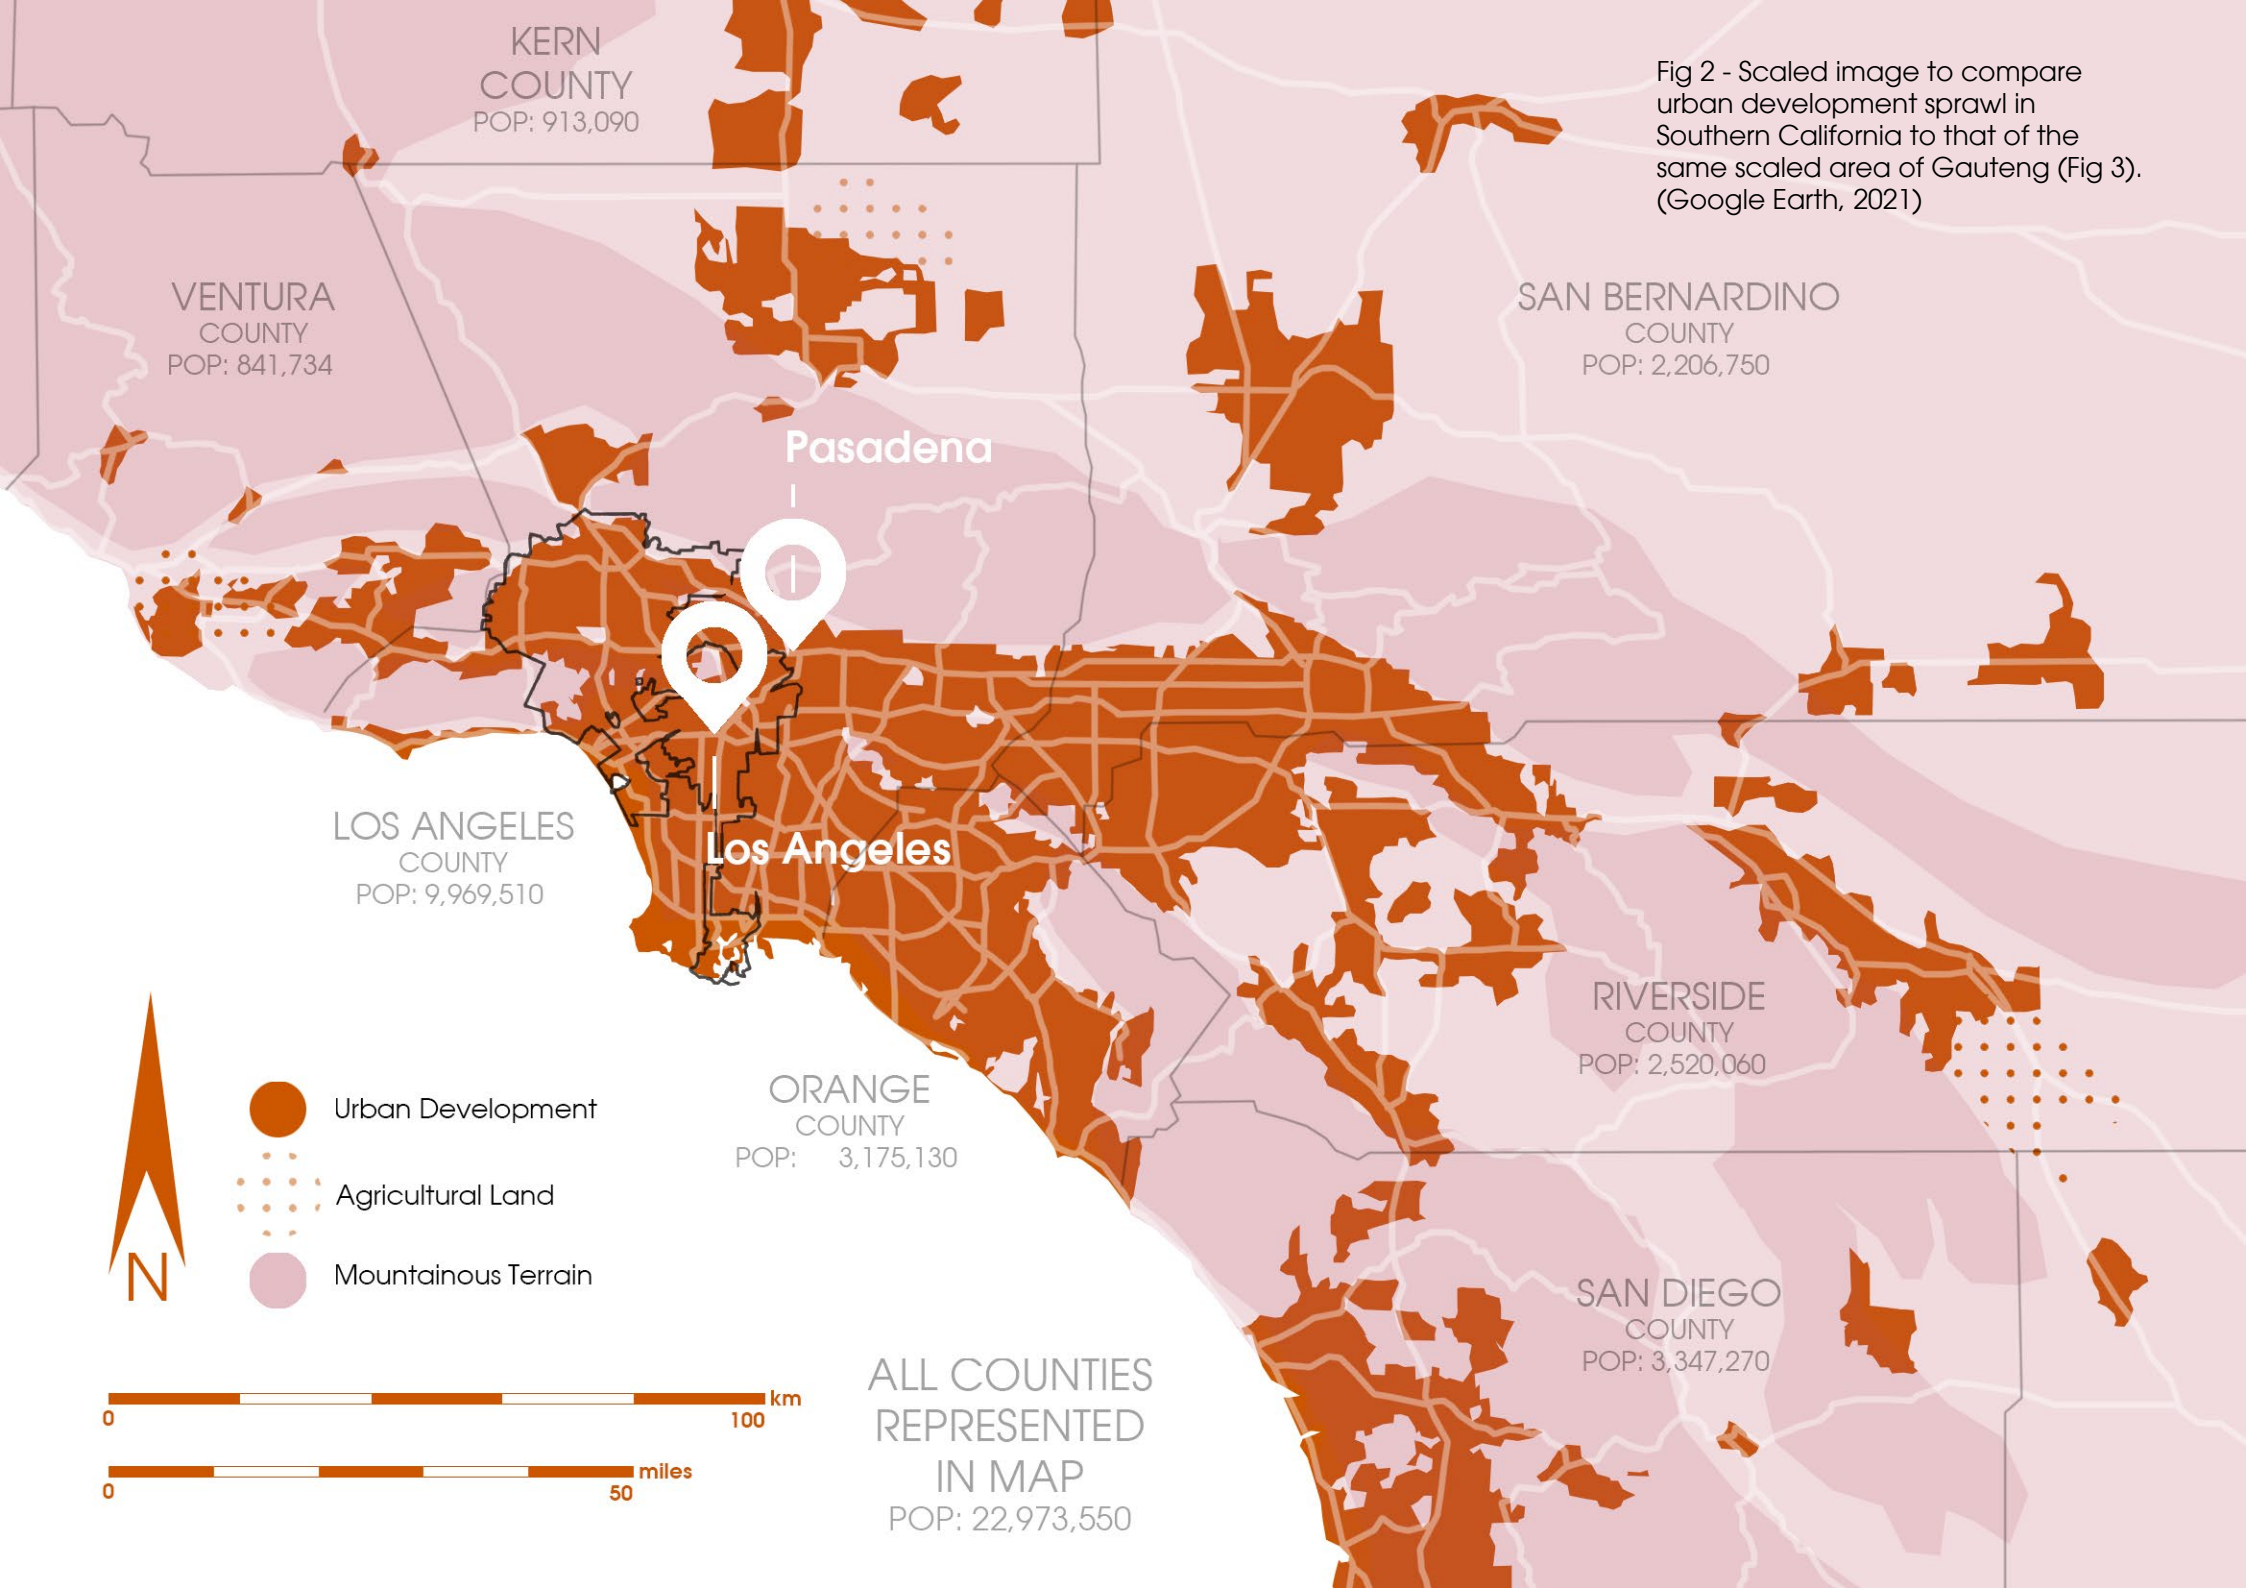 KERN
COUNTY
POP: 913,090
Fig 2 - Scaled image to compare
urban development sprawl in
Southern California to that of the
same scaled area of Gauteng (Fig 3).
(Google Earth, 2021)
VENTURA
COUNTY
POP: 841,734
SAN BERNARDINO
COUNTY
POP: 2,206,750
Pasadena
LOS ANGELES
COUNTY
POP: 9,969,510
Los Angeles
RIVERSIDE
COUNTY
POP: 2,520,060
ORANGE
COUNTY
POP: 3,175,130
N
Urban Development
Agricultural Land
Mountainous Terrain
SAN DIEGO
COUNTY
POP: 3,347,270
ALL COUNTIES
REPRESENTED
IN MAP
POP: 22,973,550
km
0 100
miles
0 50